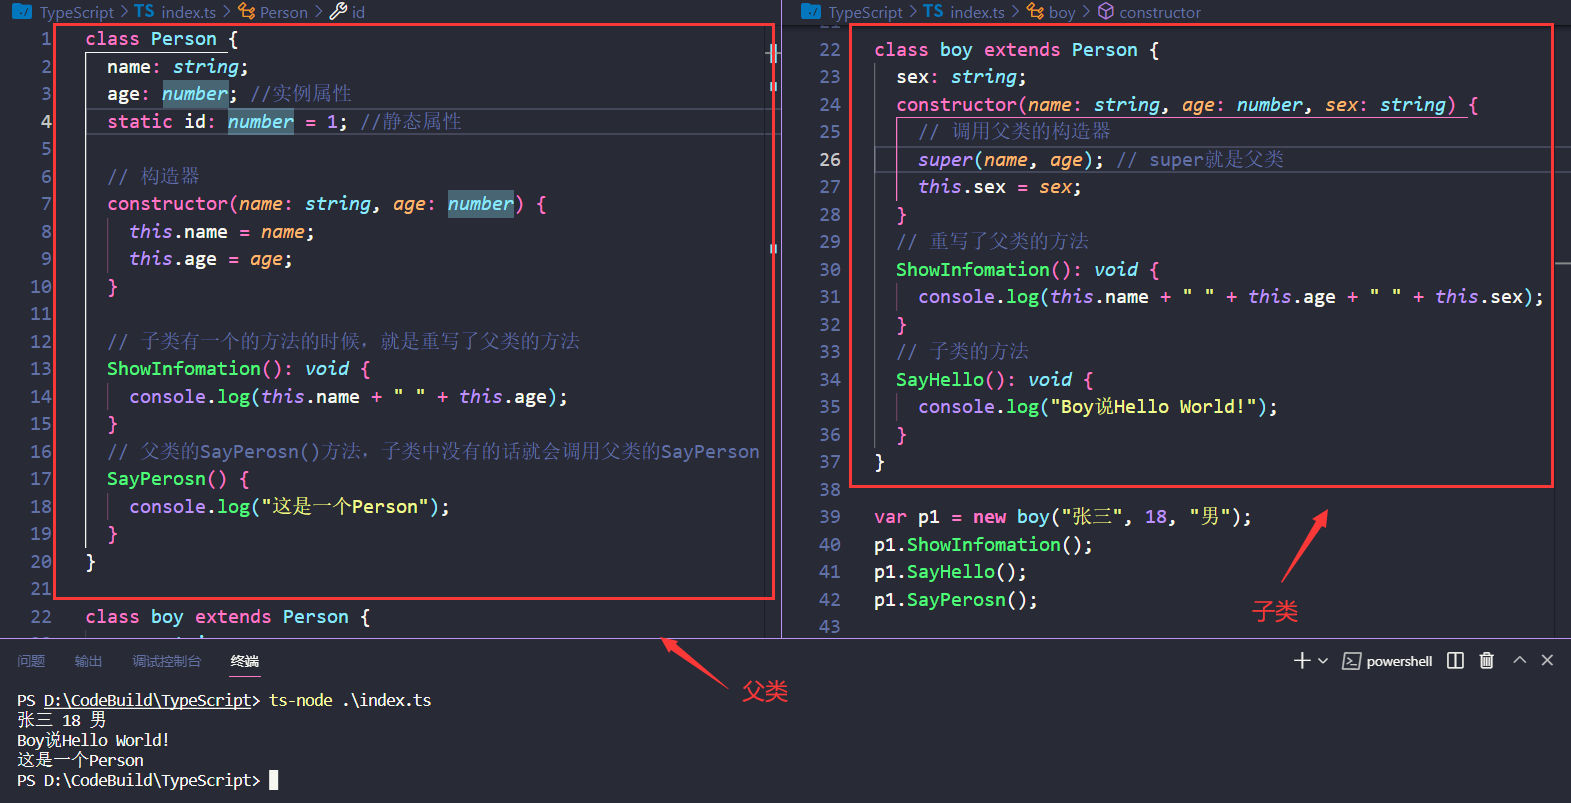 TypeScript > TS index.ts > Person > id
1 class Person {
2 name: string;
3 age: number; //实例属性
4 static id: number = 1; //静态属性
5
6 // 构造器
7 constructor(name: string, age: number) {
8 this.name = name;
9 this.age = age;
10 }
11
12 // 子类有一个的方法的时候，就是重写了父类的方法
13 ShowInfomation(): void {
14 console.log(this.name + " " + this.age);
15 }
16 // 父类的SayPerosn()方法，子类中没有的话就会调用父类的SayPerson
17 SayPerosn() {
18 console.log("这是一个Person");
19 }
20 }
21
22 class boy extends Person {
TypeScript > TS index.ts > boy > constructor
22 class boy extends Person {
23 sex: string;
24 constructor(name: string, age: number, sex: string) {
25 // 调用父类的构造器
26 super(name, age); // super就是父类
27 this.sex = sex;
28 }
29 // 重写了父类的方法
30 ShowInfomation(): void {
31 console.log(this.name + " " + this.age + " " + this.sex);
32 }
33 // 子类的方法
34 SayHello(): void {
35 console.log("Boy说Hello World!");
36 }
37 }
38
39 var p1 = new boy("张三", 18, "男");
40 p1.ShowInfomation();
41 p1.SayHello();
42 p1.SayPerosn();
43
子类
父类
问题 输出 调试控制台 终端
powershell
PS D:\CodeBuild\TypeScript> ts-node .\index.ts
张三 18 男
Boy说Hello World!
这是一个Person
PS D:\CodeBuild\TypeScript>